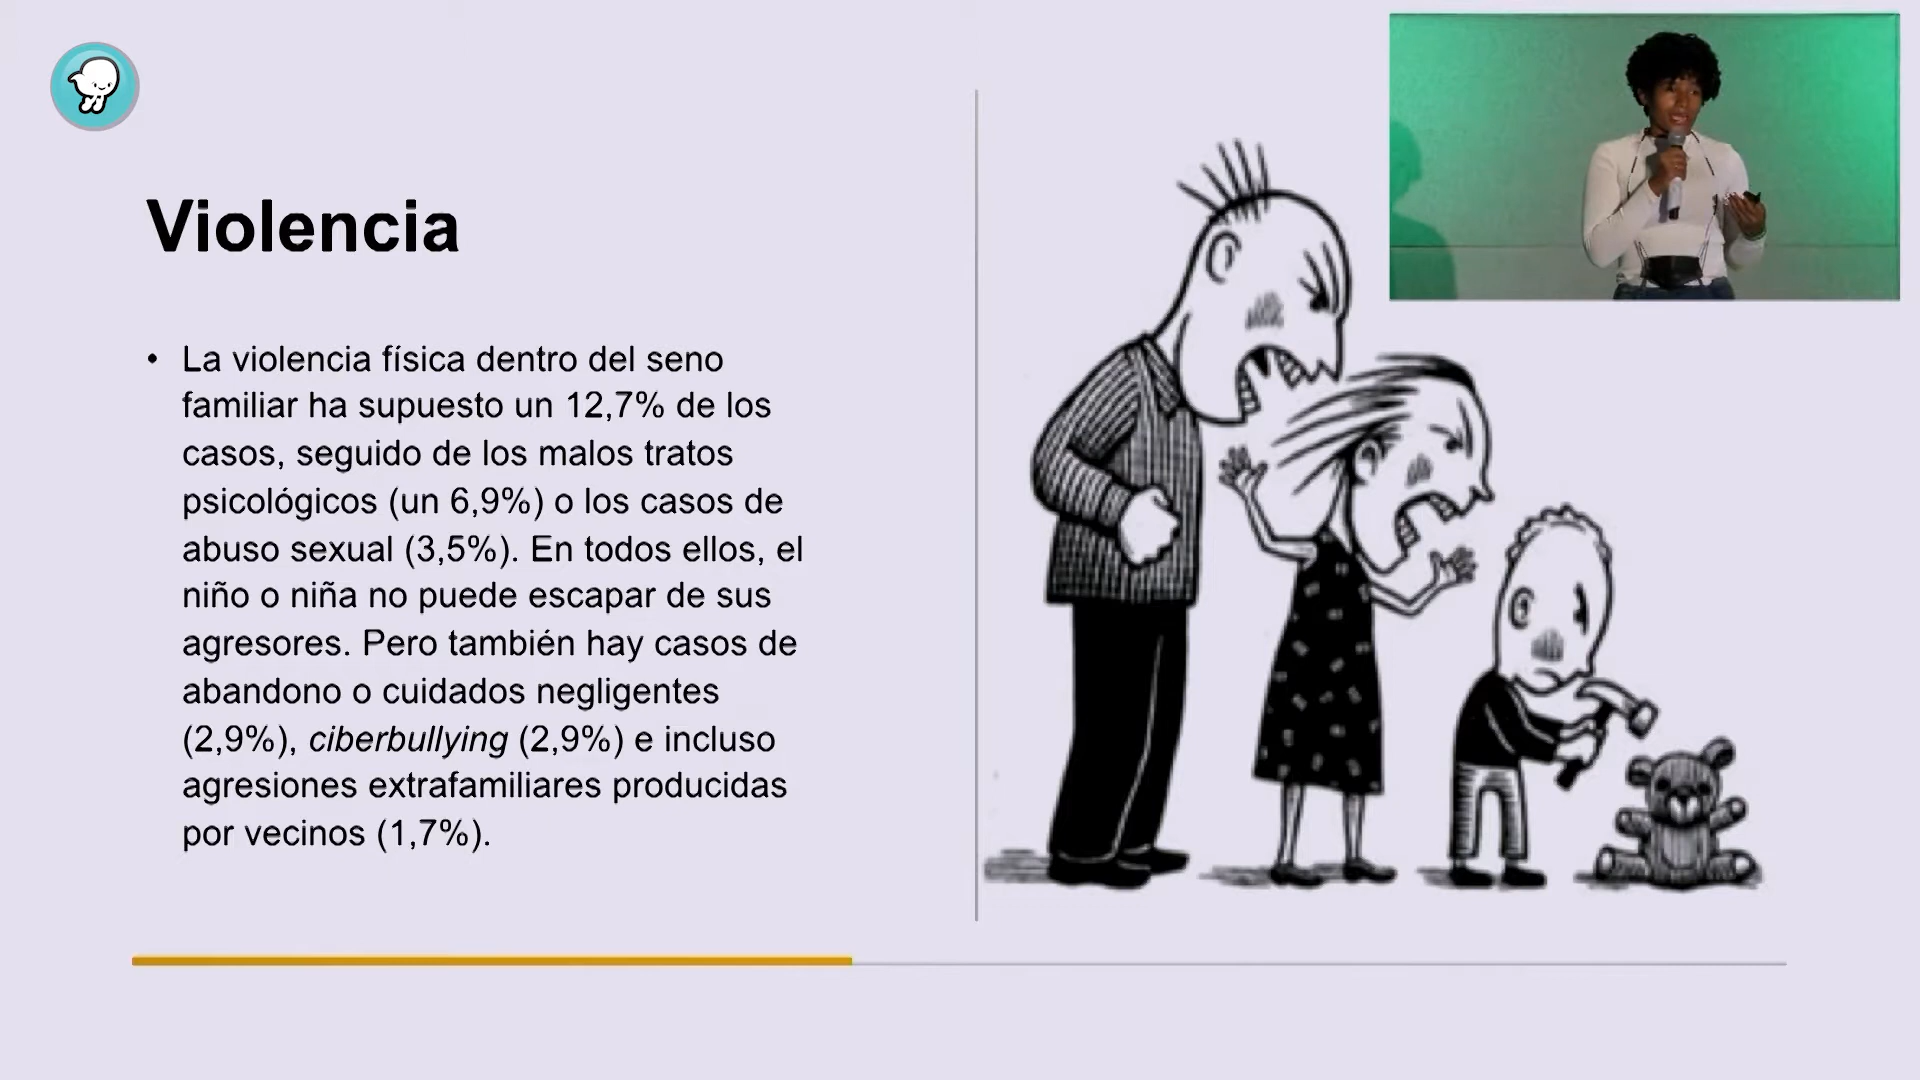 Violencia
• La violencia física dentro del seno
familiar ha supuesto un 12,7% de los
casos, seguido de los malos tratos
psicológicos (un 6,9%) o los casos de
abuso sexual (3,5%). En todos ellos, el
niño o niña no puede escapar de sus
agresores. Pero también hay casos de
abandono o cuidados negligentes
(2,9%), ciberbullying (2,9%) e incluso
agresiones extrafamiliares producidas
por vecinos (1,7%).